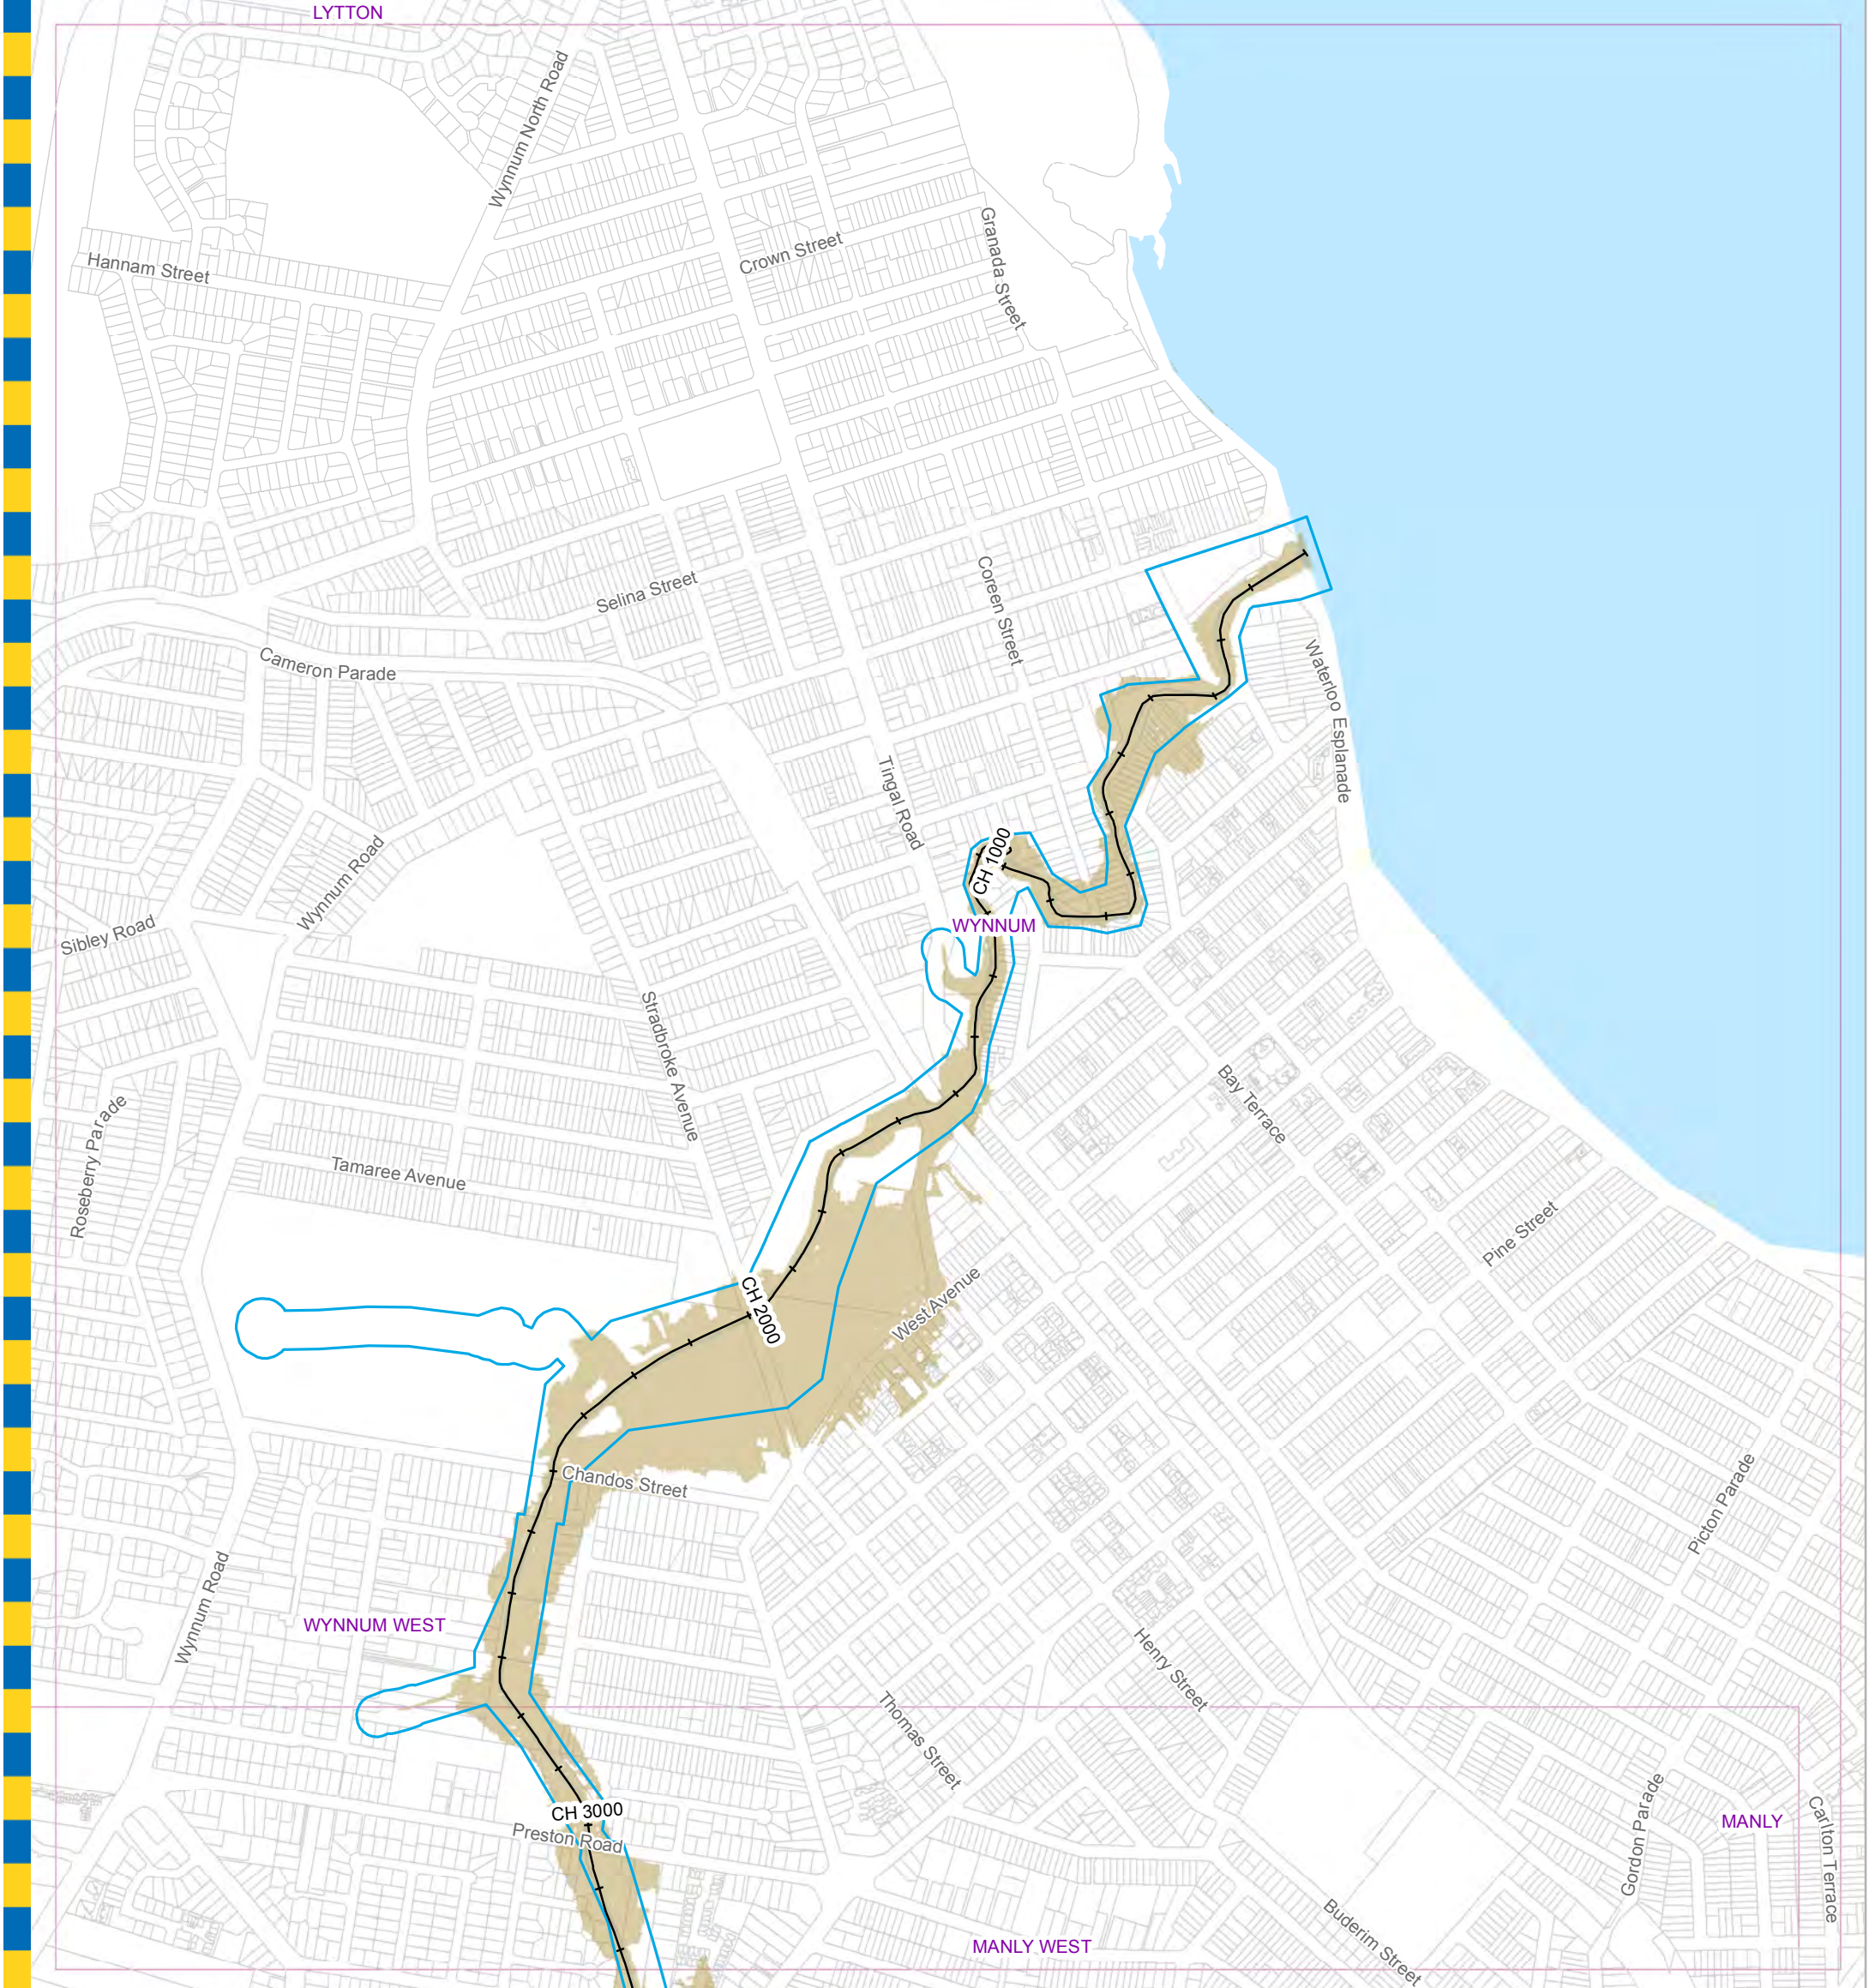 LYTTON
Wynnum North Road
Hannam Street
Crown Street
Granada Street
Selina Street
Coreen Street
Cameron Parade
Waterloo Esplanade
Tingal Road
Wynnum Road
CH 1000
Sibley Road
WYNNUM
Stradbroke Avenue
Bay Terrace
Roseberry Parade
Tamaree Avenue
Pine Street
CH 2000
West Avenue
Chandos Street
Picton Parade
Wynnum Road
WYNNUM WEST
Henry Street
Thomas Street
CH 3000
Preston Road
Gordon Parade
MANLY
Carlton Terrace
MANLY WEST
Buderim Street